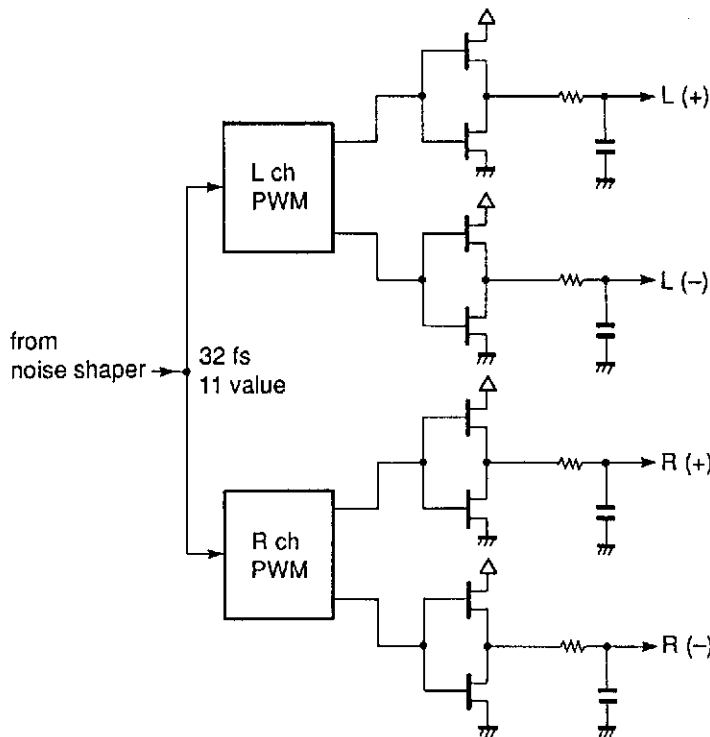 L (+)
L ch
PWM
L (–)
from
noise shaper
32 fs
11 value
R (+)
R ch
PWM
R (–)